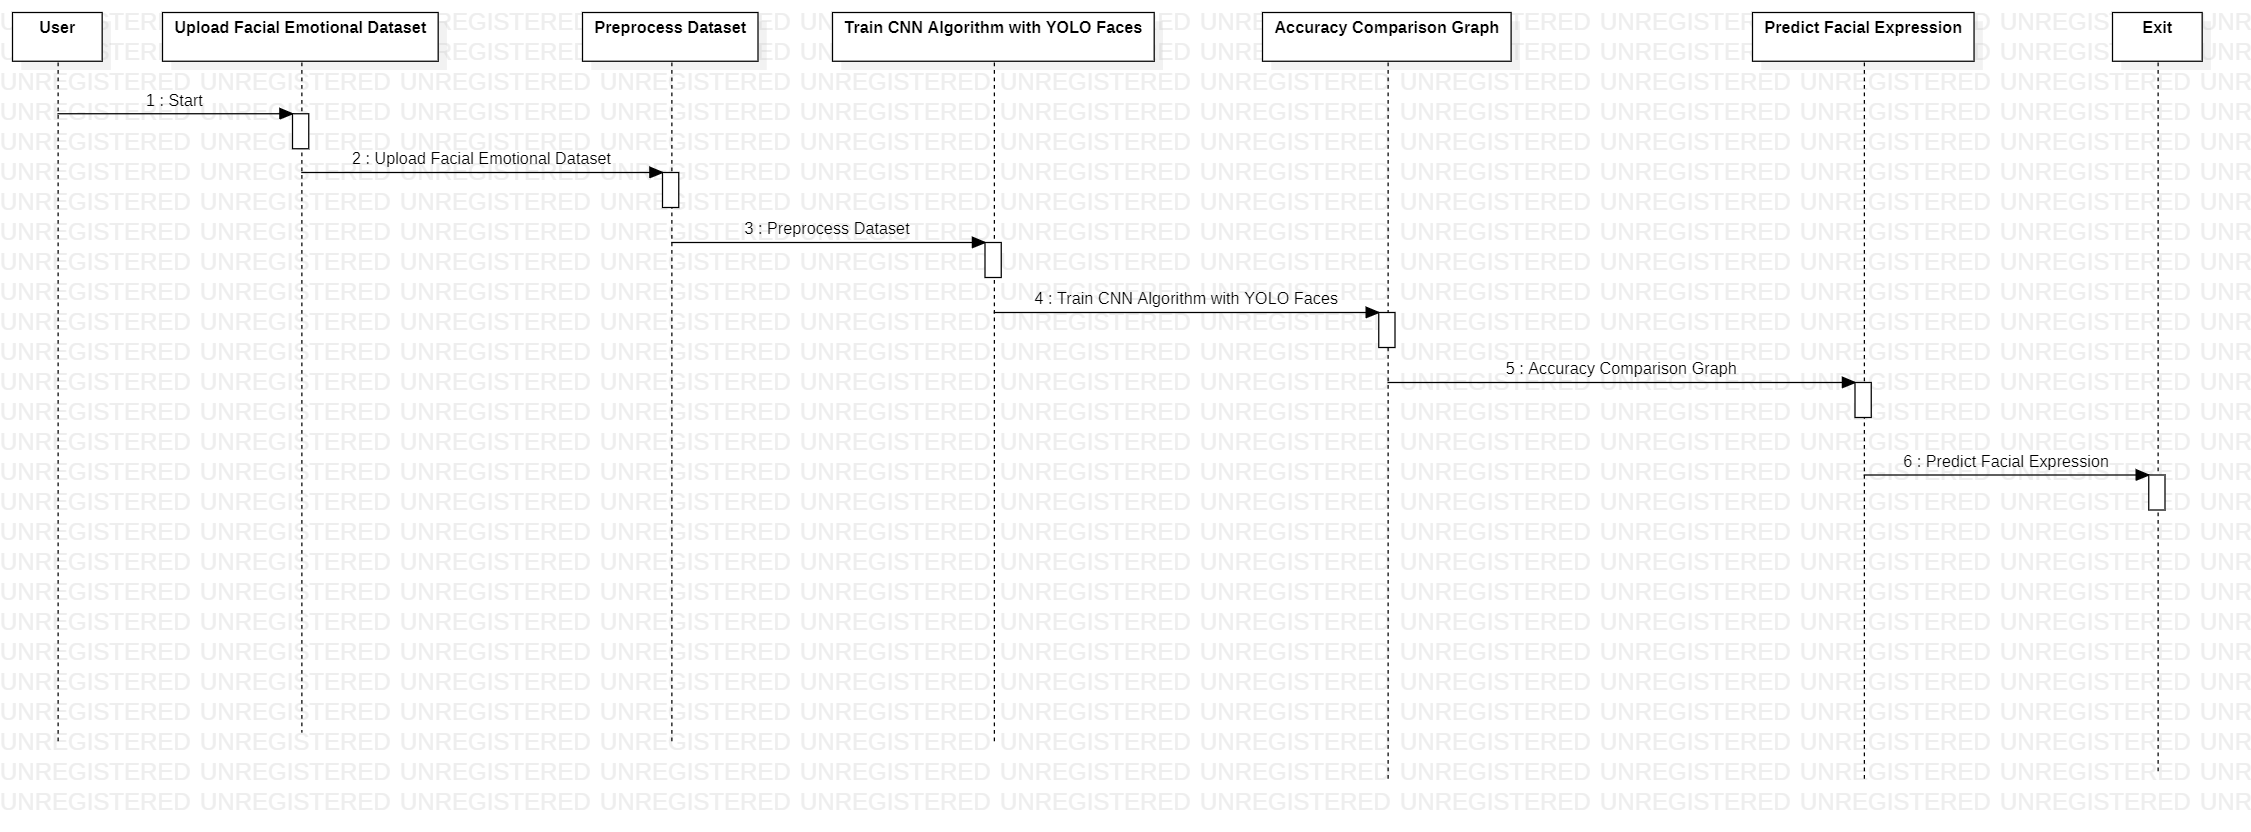 User
Upload Facial Emotional Dataset
Preprocess Dataset
Train CNN Algorithm with YOLO Faces
Accuracy Comparison Graph
Predict Facial Expression
Exit
1 : Start
2 : Upload Facial Emotional Dataset
3 : Preprocess Dataset
4 : Train CNN Algorithm with YOLO Faces
5 : Accuracy Comparison Graph
6 : Predict Facial Expression
UNREGISTERED